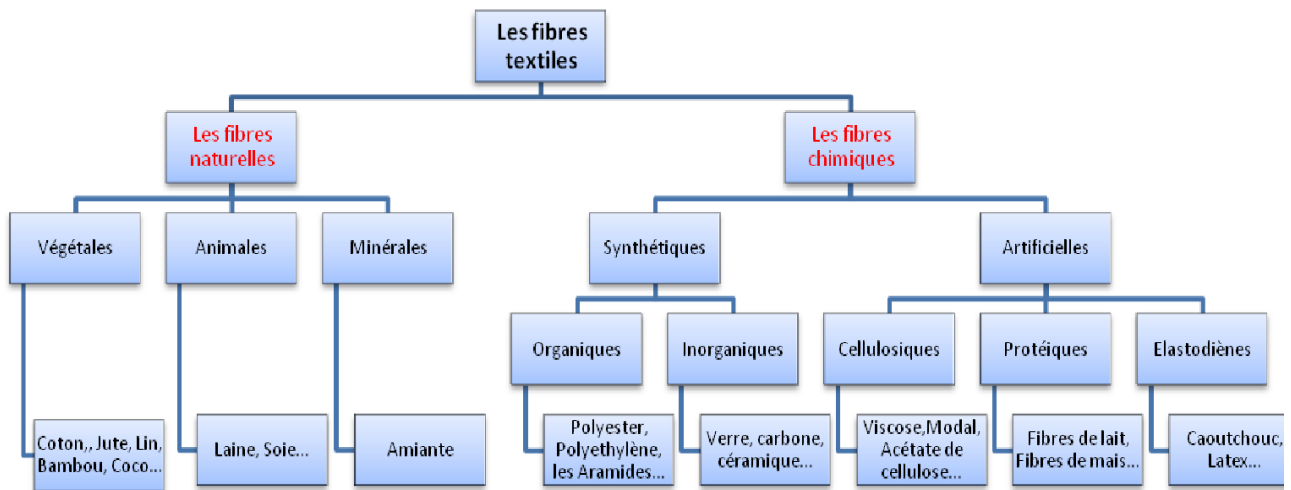 Les fibres
textiles
Les fibres
naturelles
Les fibres
chimiques
Végétales
Animales
Minérales
Synthétiques
Artificielles
Organiques
Inorganiques
Cellulosiques
Protéiques
Elastodiènes
Coton,, Jute, Lin,
Bambou, Coco...
Laine, Soie...
Amiante
Polyester,
Polyethylène,
les Aramides...
Verre, carbone,
céramique...
Viscose,Modal,
Acétate de
cellulose...
Fibres de lait,
Fibres de mais...
Caoutchouc,
Latex...